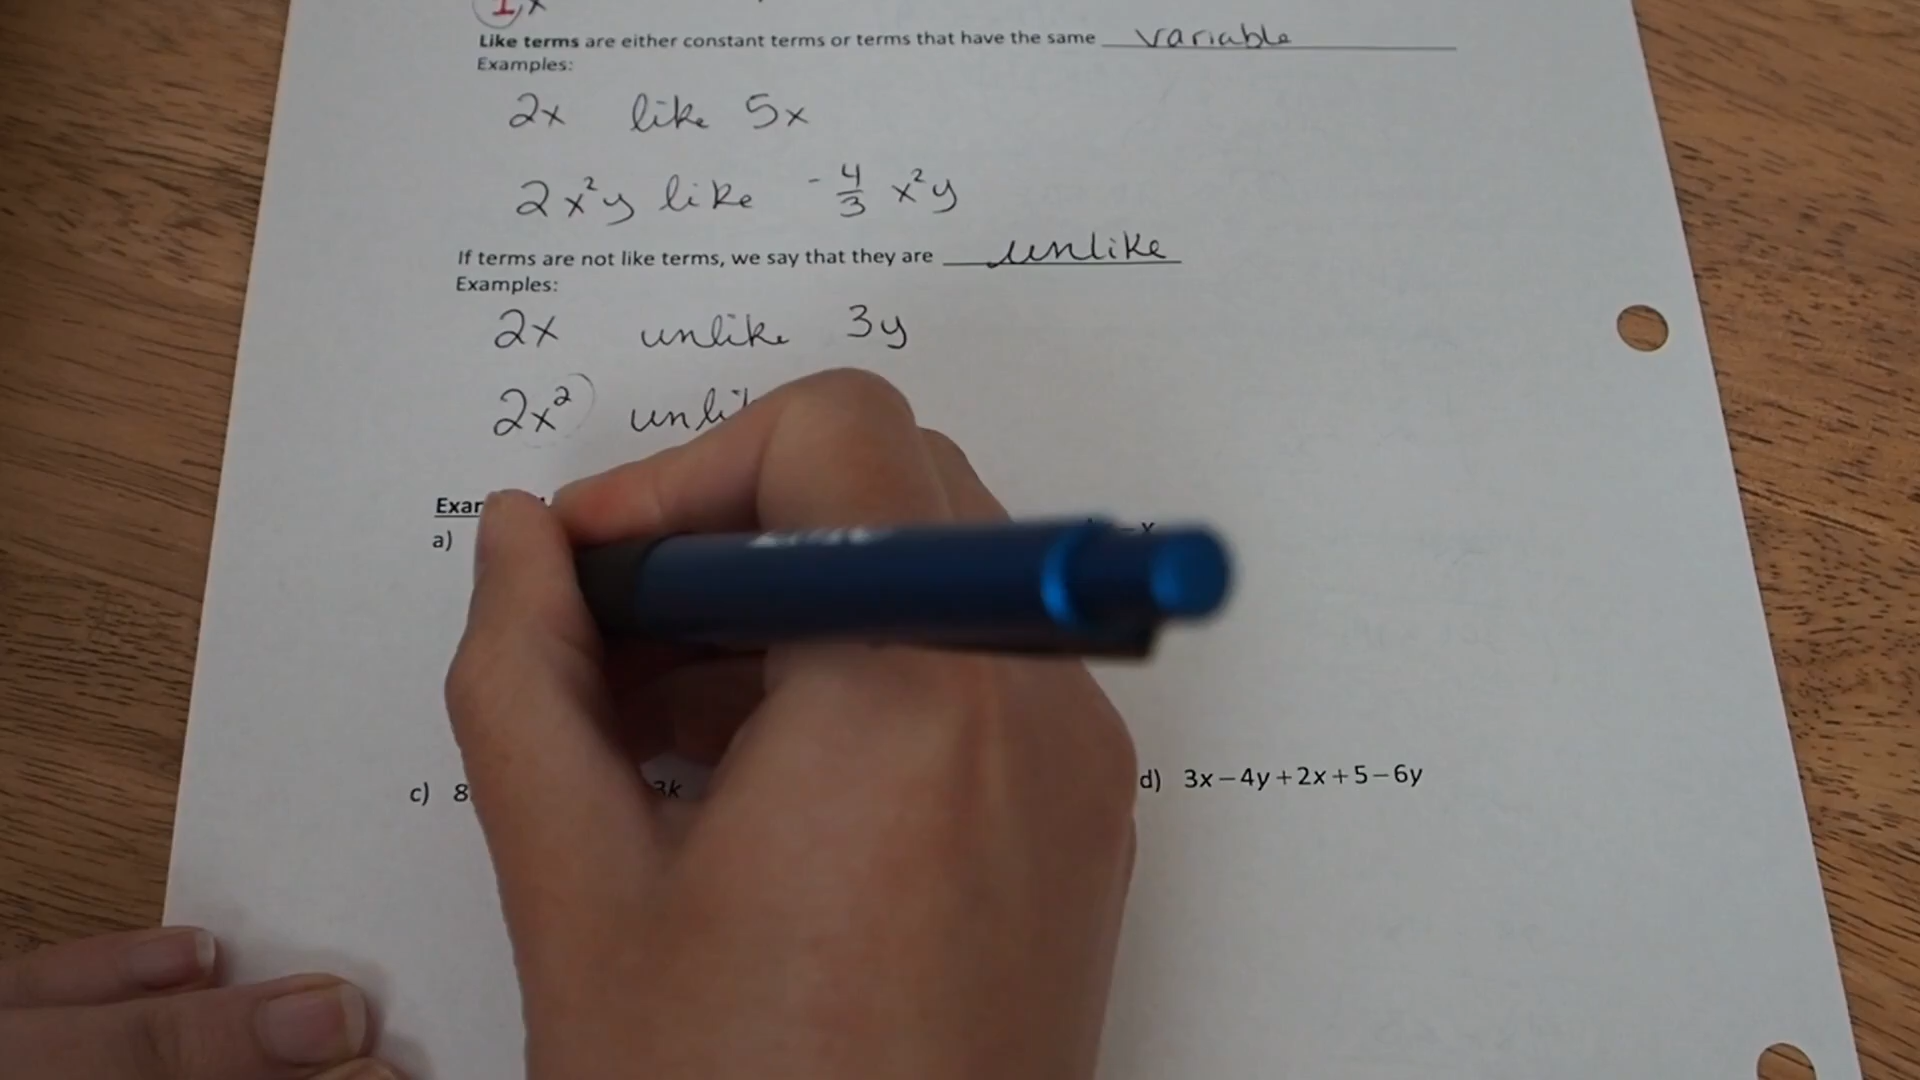 1, x
Like terms are either constant terms or terms that have the same variable
Examples:
2x like 5x
2x²y like -4/3 x²y
If terms are not like terms, we say that they are unlike
Examples:
2x unlike 3y
2x²
a) – x
c) 8 3k d) 3x – 4y + 2x + 5 – 6y